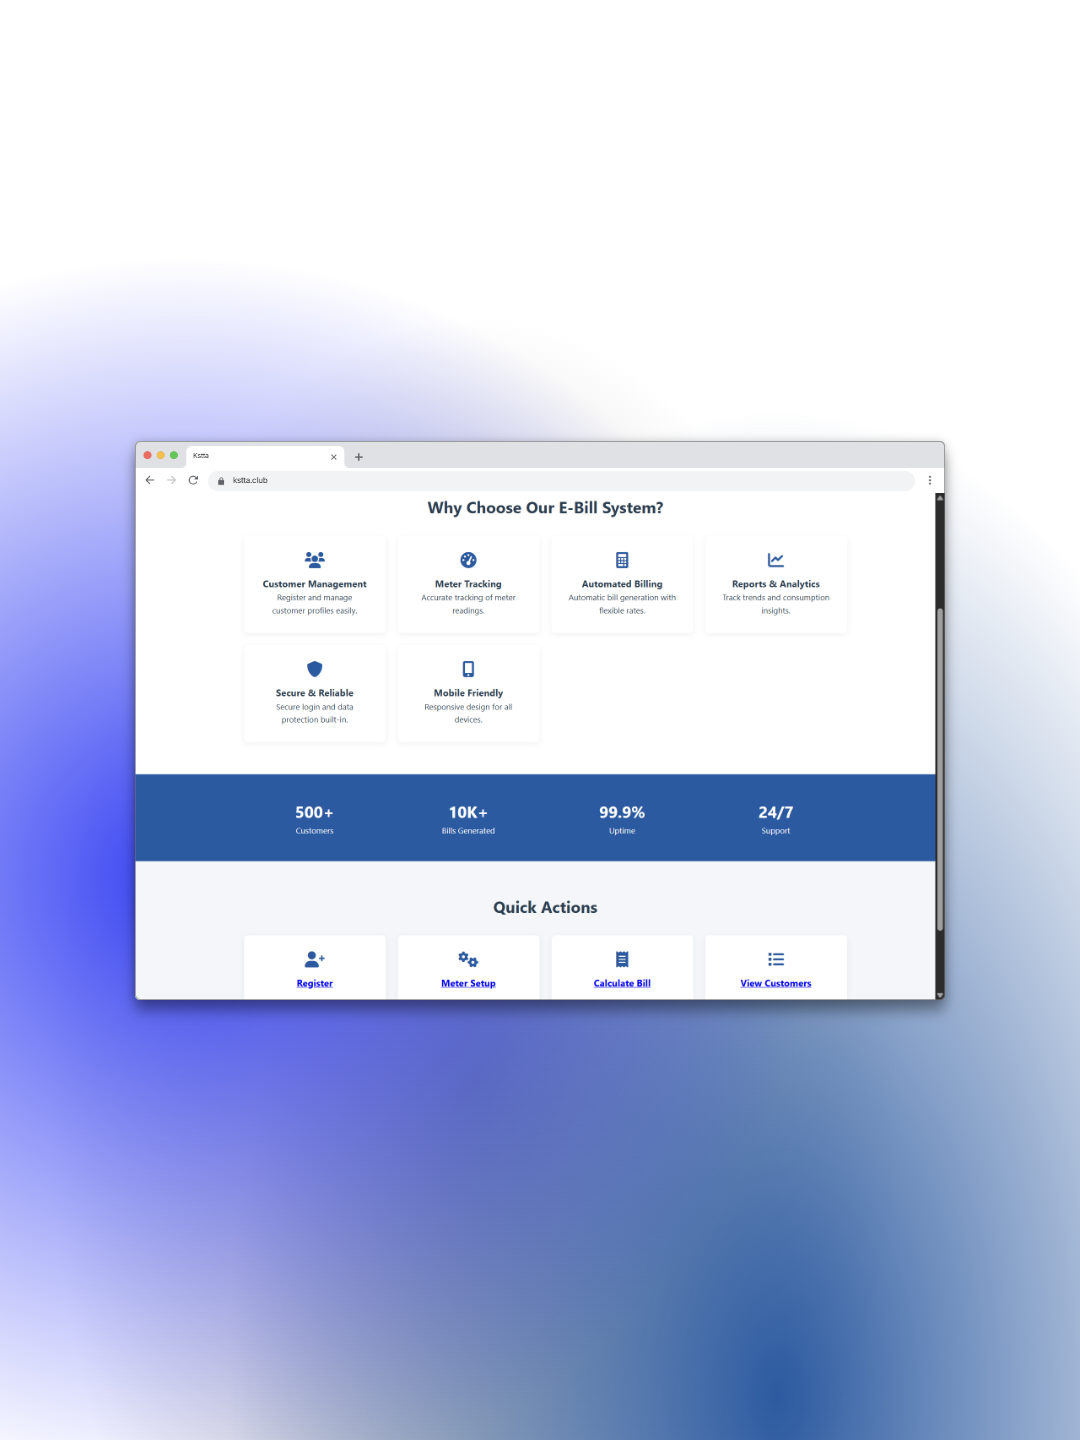 Kstta
kstta.club
Why Choose Our E-Bill System?
Customer Management
Register and manage
customer profiles easily.
Meter Tracking
Accurate tracking of meter
readings.
Automated Billing
Automatic bill generation with
flexible rates.
Reports & Analytics
Track trends and consumption
insights.
Secure & Reliable
Secure login and data
protection built-in.
Mobile Friendly
Responsive design for all
devices.
500+
Customers
10K+
Bills Generated
99.9%
Uptime
24/7
Support
Quick Actions
Register
Meter Setup
Calculate Bill
View Customers